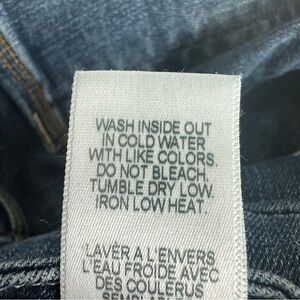 WASH INSIDE OUT
IN COLD WATER
WITH LIKE COLORS.
DO NOT BLEACH.
TUMBLE DRY LOW.
IRON LOW HEAT.
LAVER A L'ENVERS
L'EAU FROIDE AVEC
DES COULERUS